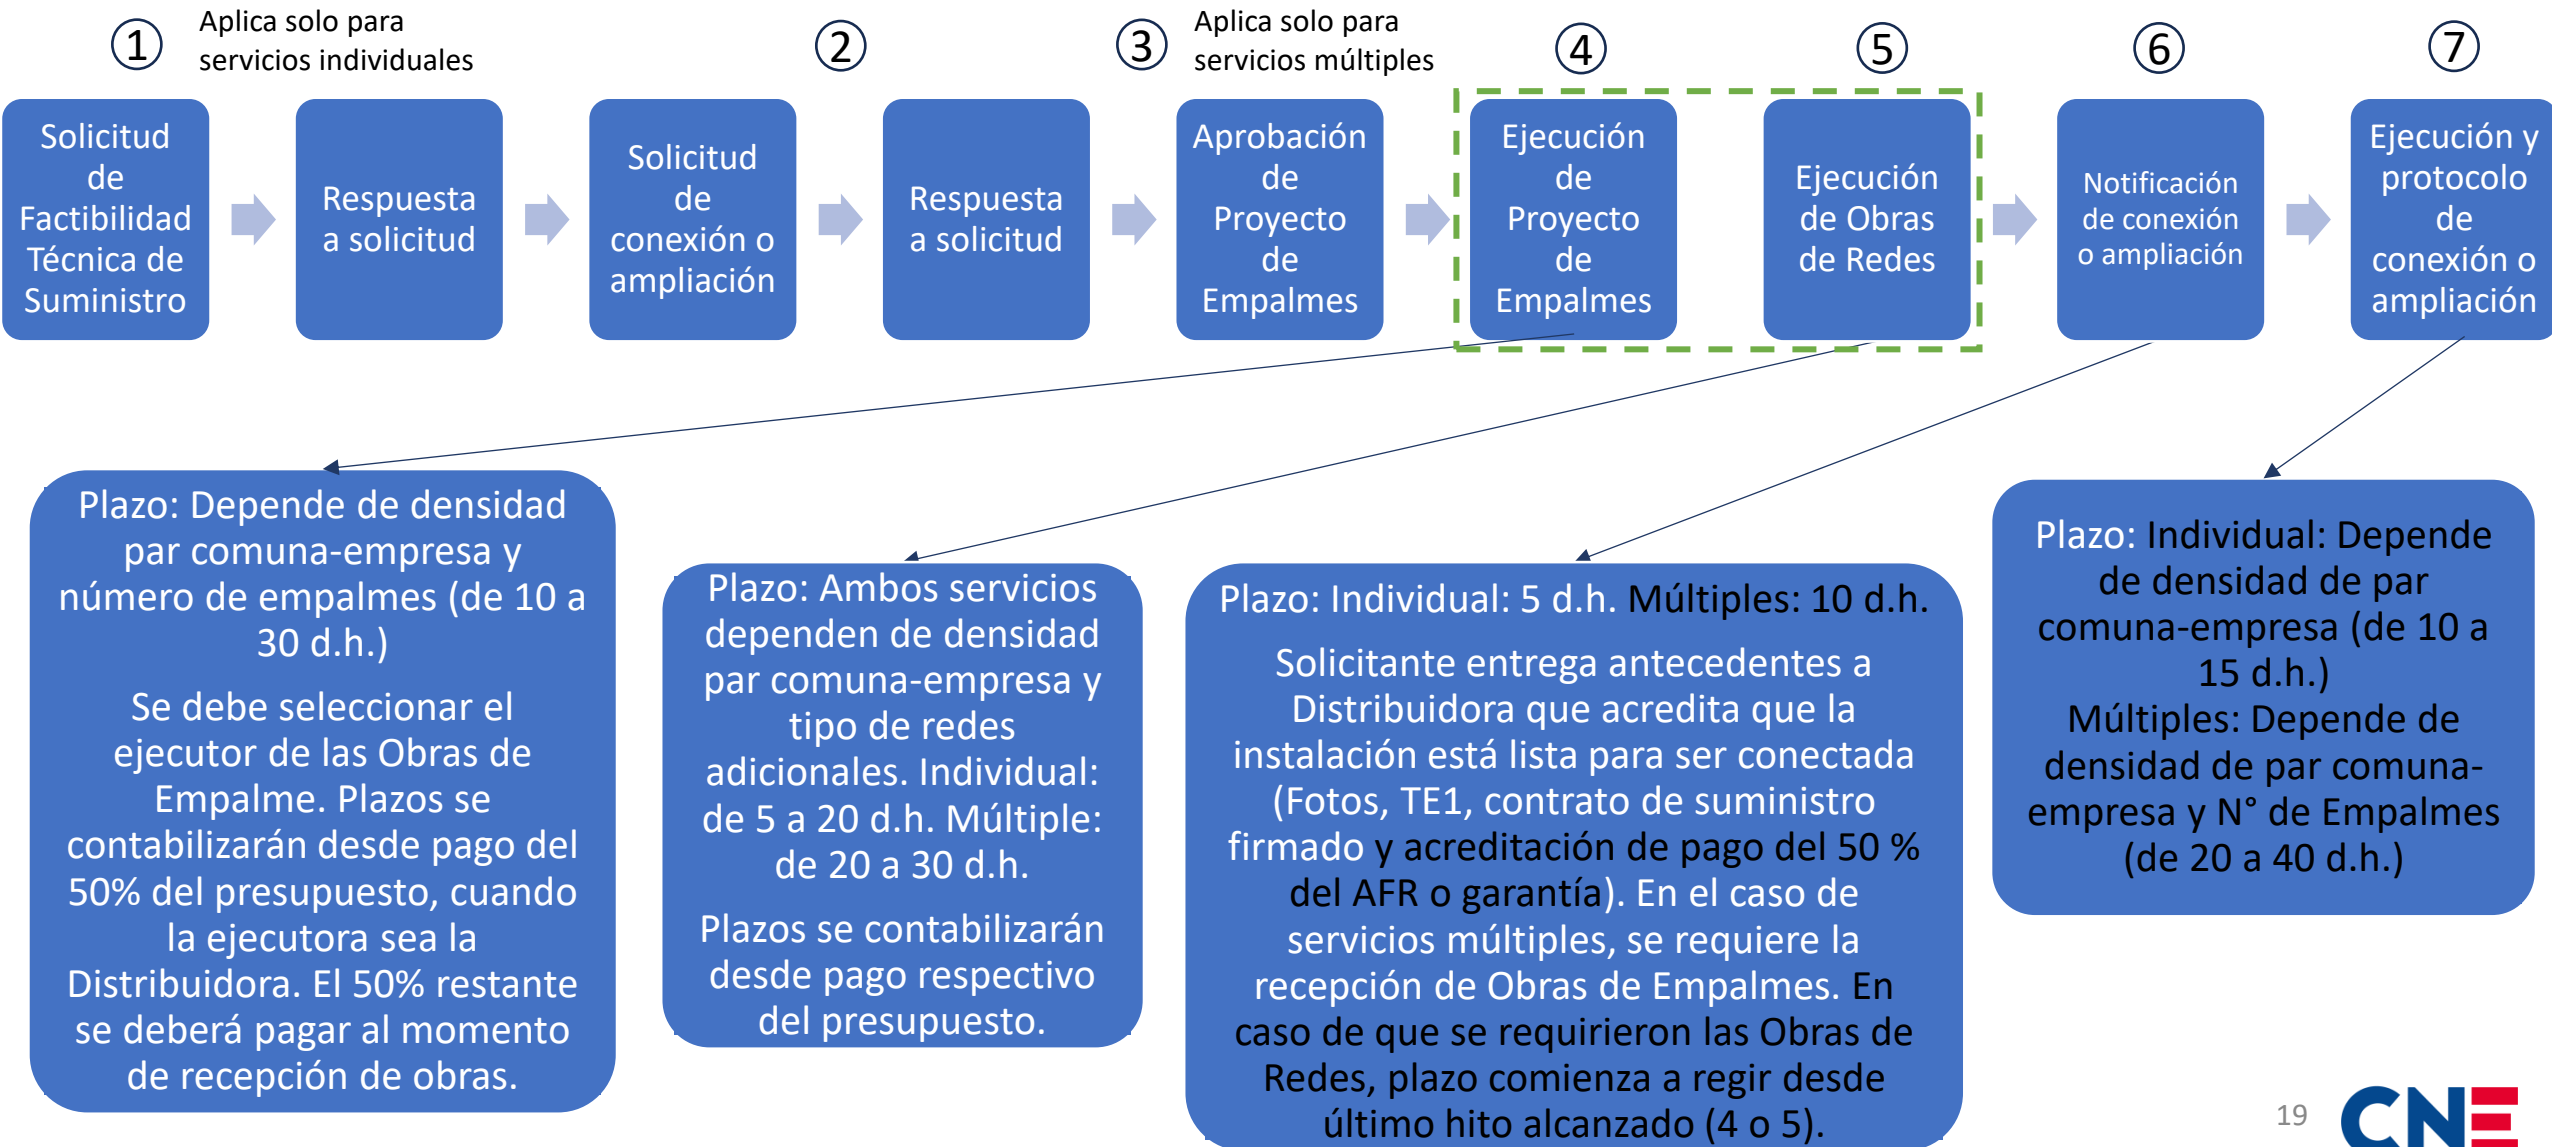 ①
Aplica solo para
servicios individuales
②
③
Aplica solo para
servicios múltiples
④
⑤
⑥
⑦
Solicitud
de
Factibilidad
Técnica de
Suministro
Respuesta
a solicitud
Solicitud
de
conexión o
ampliación
Respuesta
a solicitud
Aprobación
de
Proyecto
de
Empalmes
Ejecución
de
Proyecto
de
Empalmes
Ejecución
de Obras
de Redes
Notificación
de conexión
o ampliación
Ejecución y
protocolo
de
conexión o
ampliación
Plazo: Depende de densidad
par comuna-empresa y
número de empalmes (de 10 a
30 d.h.)
Se debe seleccionar el
ejecutor de las Obras de
Empalme. Plazos se
contabilizarán desde pago del
50% del presupuesto, cuando
la ejecutora sea la
Distribuidora. El 50% restante
se deberá pagar al momento
de recepción de obras.
Plazo: Ambos servicios
dependen de densidad
par comuna-empresa y
tipo de redes
adicionales. Individual:
de 5 a 20 d.h. Múltiple:
de 20 a 30 d.h.
Plazos se contabilizarán
desde pago respectivo
del presupuesto.
Plazo: Individual: 5 d.h. Múltiples: 10 d.h.
Solicitante entrega antecedentes a
Distribuidora que acredita que la
instalación está lista para ser conectada
(Fotos, TE1, contrato de suministro
firmado y acreditación de pago del 50 %
del AFR o garantía). En el caso de
servicios múltiples, se requiere la
recepción de Obras de Empalmes. En
caso de que se requirieron las Obras de
Redes, plazo comienza a regir desde
último hito alcanzado (4 o 5).
Plazo: Individual: Depende
de densidad de par
comuna-empresa (de 10 a
15 d.h.)
Múltiples: Depende de
densidad de par comuna-
empresa y N° de Empalmes
(de 20 a 40 d.h.)
19
CNE